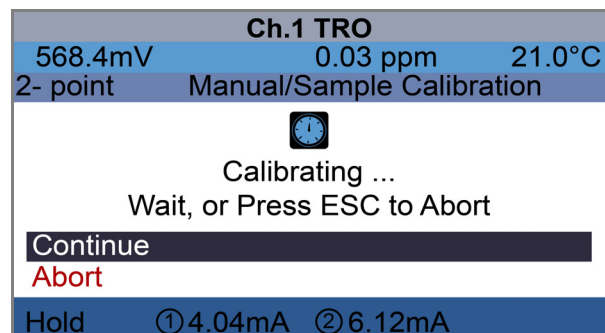 Ch.1 TRO
568.4mV 0.03 ppm 21.0°C
2- point Manual/Sample Calibration
Calibrating ...
Wait, or Press ESC to Abort
Continue
Abort
Hold ①4.04mA ②6.12mA